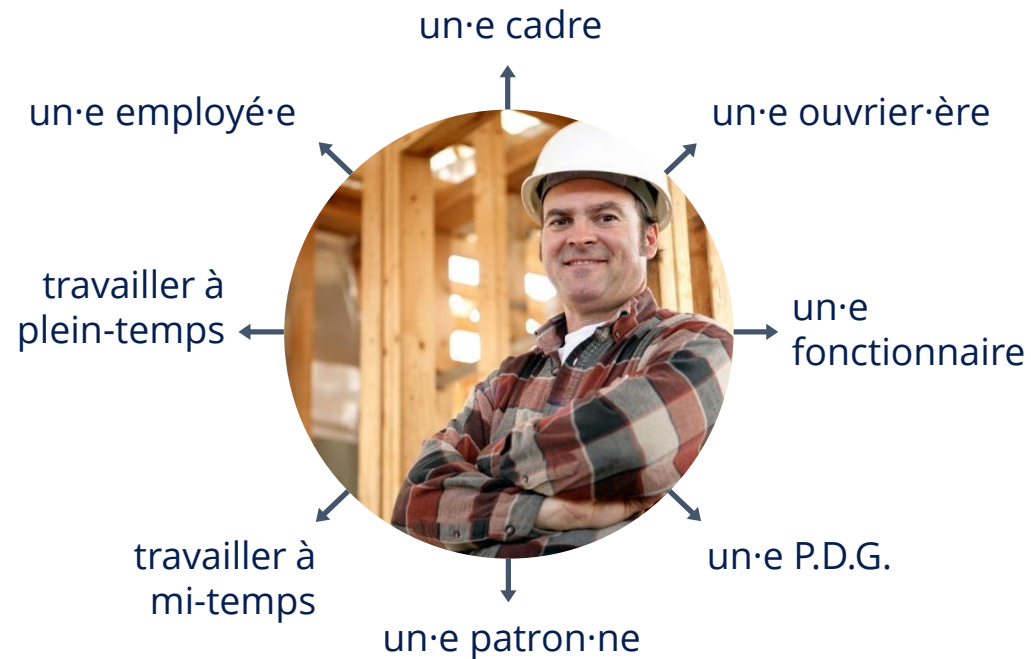 un·e cadre
un·e employé·e
un·e ouvrier·ère
travailler à
plein-temps
un·e
fonctionnaire
travailler à
mi-temps
un·e P.D.G.
un·e patron·ne